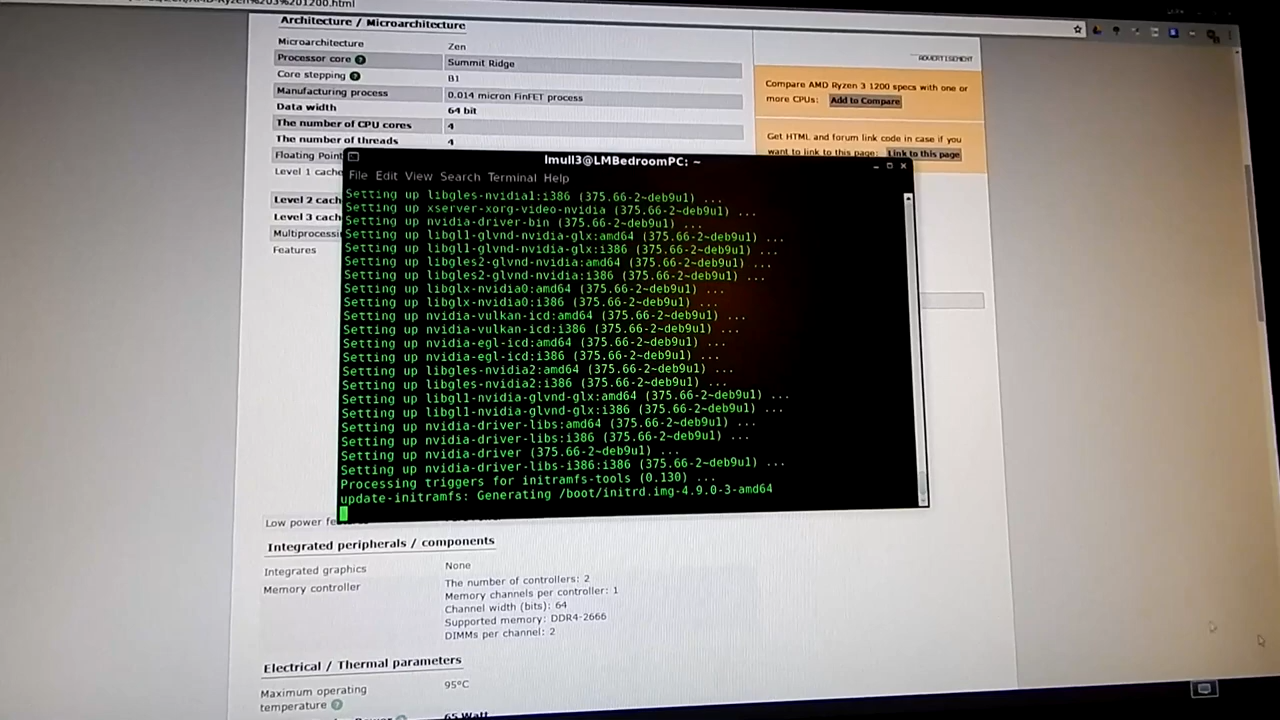 Architecture / Microarchitecture
Microarchitecture Zen
Processor core Summit Ridge
Core stepping B1
Manufacturing process 0.014 micron FinFET process
Data width 64 bit
The number of CPU cores 4
The number of threads 4
Floating Point
Level 1 cache
Level 2 cac
Level 3 cac
Multiprocessi
Features
ADVERTISEMENT
Compare AMD Ryzen 3 1200 specs with one or
more CPUs: Add to Compare
Get HTML and forum link code in case if you
want to link to this page: Link to this page
lmull3@LMBedroomPC: ~
File Edit View Search Terminal Help
Setting up libgles-nvidia1:i386 (375.66-2~deb9u1) ...
Setting up xserver-xorg-video-nvidia (375.66-2~deb9u1) ...
Setting up nvidia-driver-bin (375.66-2~deb9u1) ...
Setting up libgl1-glvnd-nvidia-glx:amd64 (375.66-2~deb9u1) ...
Setting up libgl1-glvnd-nvidia-glx:i386 (375.66-2~deb9u1) ...
Setting up libgles2-glvnd-nvidia:amd64 (375.66-2~deb9u1) ...
Setting up libgles2-glvnd-nvidia:i386 (375.66-2~deb9u1) ...
Setting up libglx-nvidia0:amd64 (375.66-2~deb9u1) ...
Setting up libglx-nvidia0:i386 (375.66-2~deb9u1) ...
Setting up nvidia-vulkan-icd:amd64 (375.66-2~deb9u1) ...
Setting up nvidia-vulkan-icd:i386 (375.66-2~deb9u1) ...
Setting up nvidia-egl-icd:amd64 (375.66-2~deb9u1) ...
Setting up nvidia-egl-icd:i386 (375.66-2~deb9u1) ...
Setting up libgles-nvidia2:amd64 (375.66-2~deb9u1) ...
Setting up libgles-nvidia2:i386 (375.66-2~deb9u1) ...
Setting up libgl1-nvidia-glvnd-glx:amd64 (375.66-2~deb9u1) ...
Setting up libgl1-nvidia-glvnd-glx:i386 (375.66-2~deb9u1) ...
Setting up nvidia-driver-libs:amd64 (375.66-2~deb9u1) ...
Setting up nvidia-driver-libs:i386 (375.66-2~deb9u1) ...
Setting up nvidia-driver (375.66-2~deb9u1) ...
Setting up nvidia-driver-libs-i386:i386 (375.66-2~deb9u1) ...
Processing triggers for initramfs-tools (0.130) ...
update-initramfs: Generating /boot/initrd.img-4.9.0-3-amd64
Low power fe
Integrated peripherals / components
Integrated graphics None
Memory controller The number of controllers: 2
Memory channels per controller: 1
Channel width (bits): 64
Supported memory: DDR4-2666
DIMMs per channel: 2
Electrical / Thermal parameters
Maximum operating temperature 95°C
65 Watt